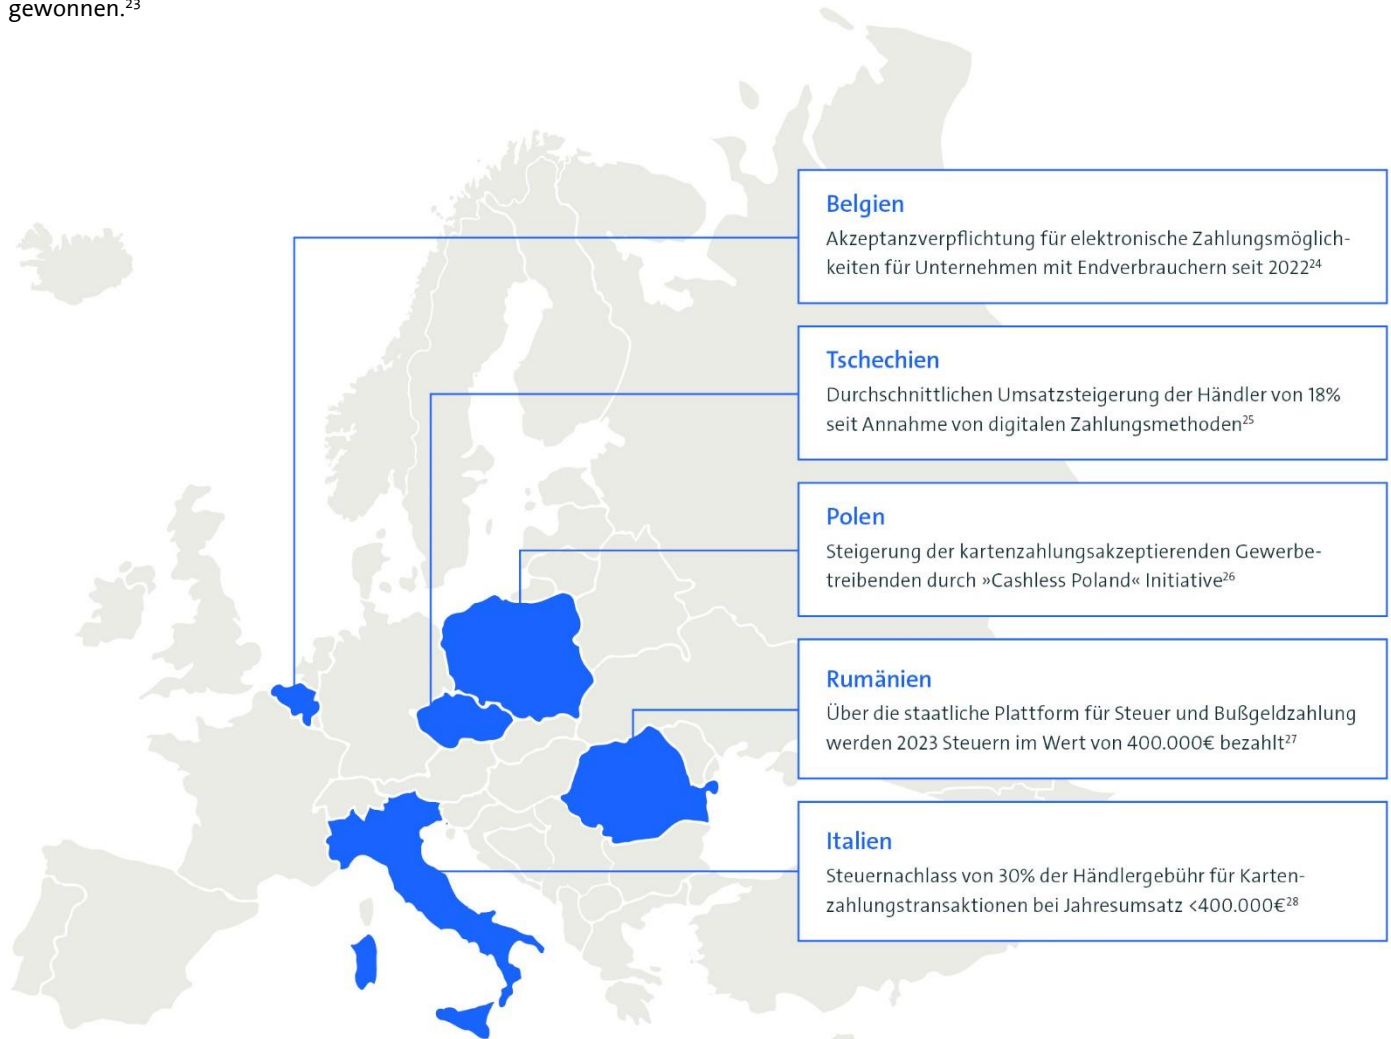 gewonnen.²³
Belgien
Akzeptanzverpflichtung für elektronische Zahlungsmöglich-
keiten für Unternehmen mit Endverbrauchern seit 2022²⁴
Tschechien
Durchschnittlichen Umsatzsteigerung der Händler von 18%
seit Annahme von digitalen Zahlungsmethoden²⁵
Polen
Steigerung der kartenzahlungsakzeptierenden Gewerbe-
treibenden durch »Cashless Poland« Initiative²⁶
Rumänien
Über die staatliche Plattform für Steuer und Bußgeldzahlung
werden 2023 Steuern im Wert von 400.000€ bezahlt²⁷
Italien
Steuernachlass von 30% der Händlergebühr für Karten-
zahlungstransaktionen bei Jahresumsatz <400.000€²⁸